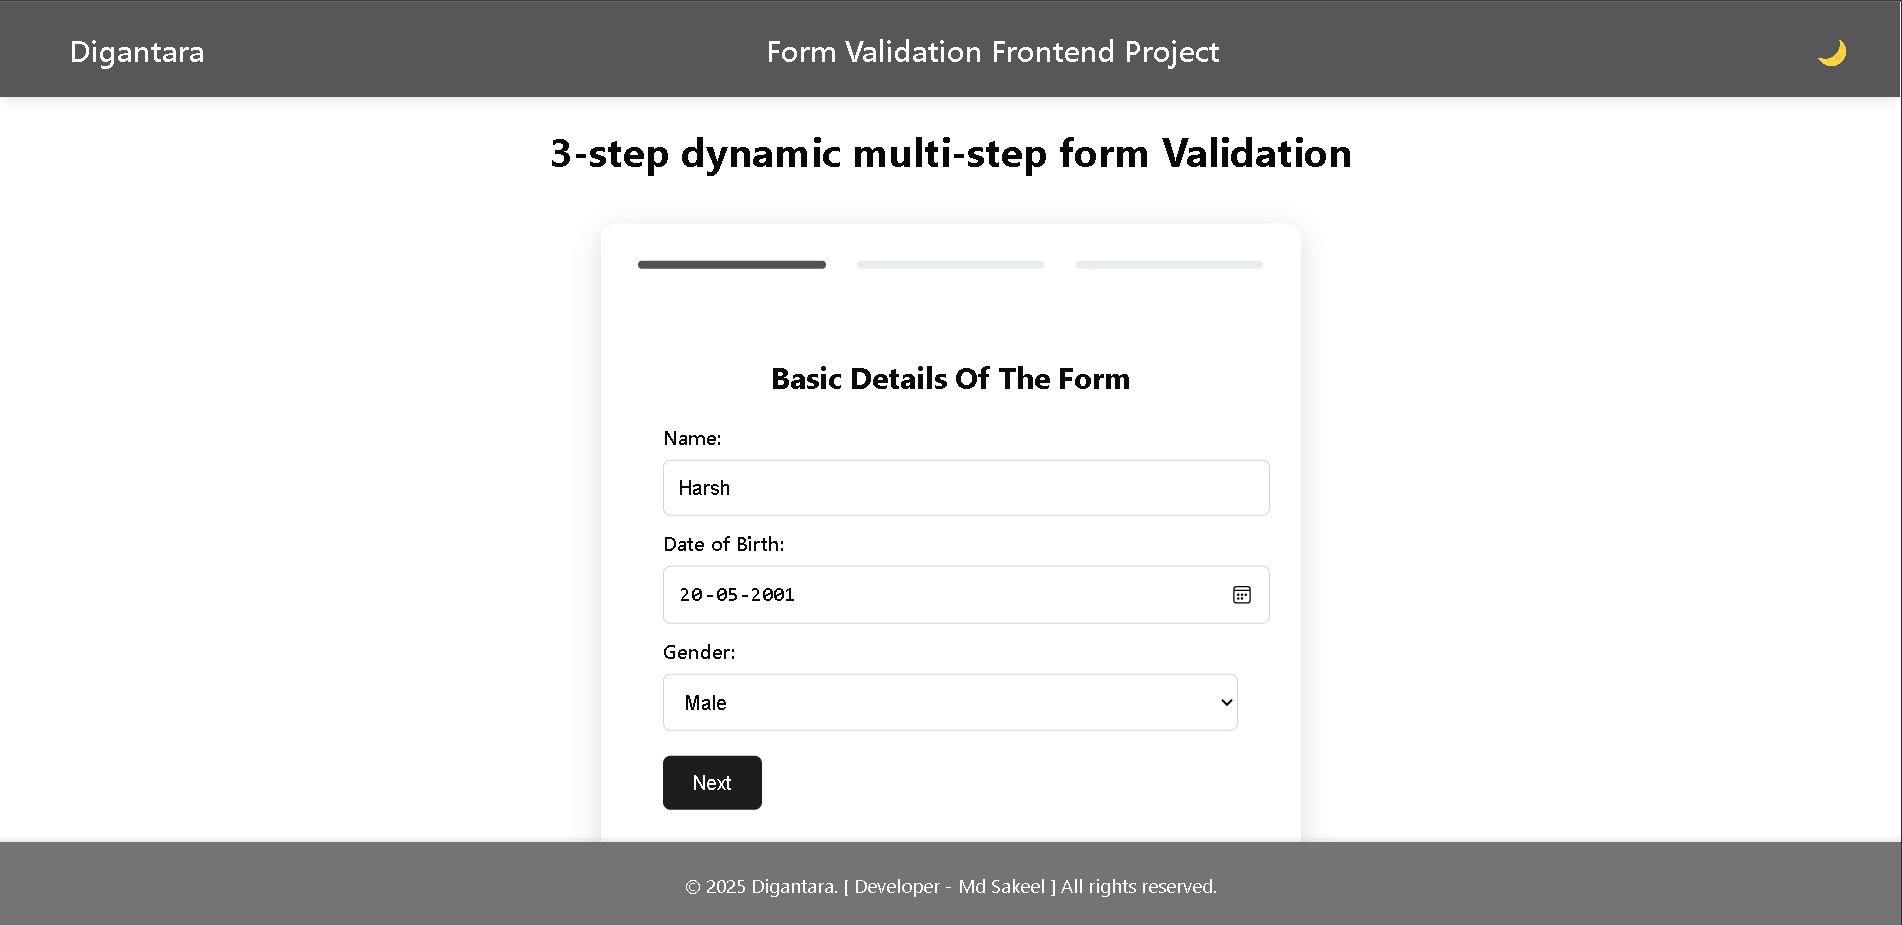 Digantara
Form Validation Frontend Project
3-step dynamic multi-step form Validation
Basic Details Of The Form
Name:
Harsh
Date of Birth:
20-05-2001
Gender:
Male
Next
© 2025 Digantara. [ Developer - Md Sakeel ] All rights reserved.